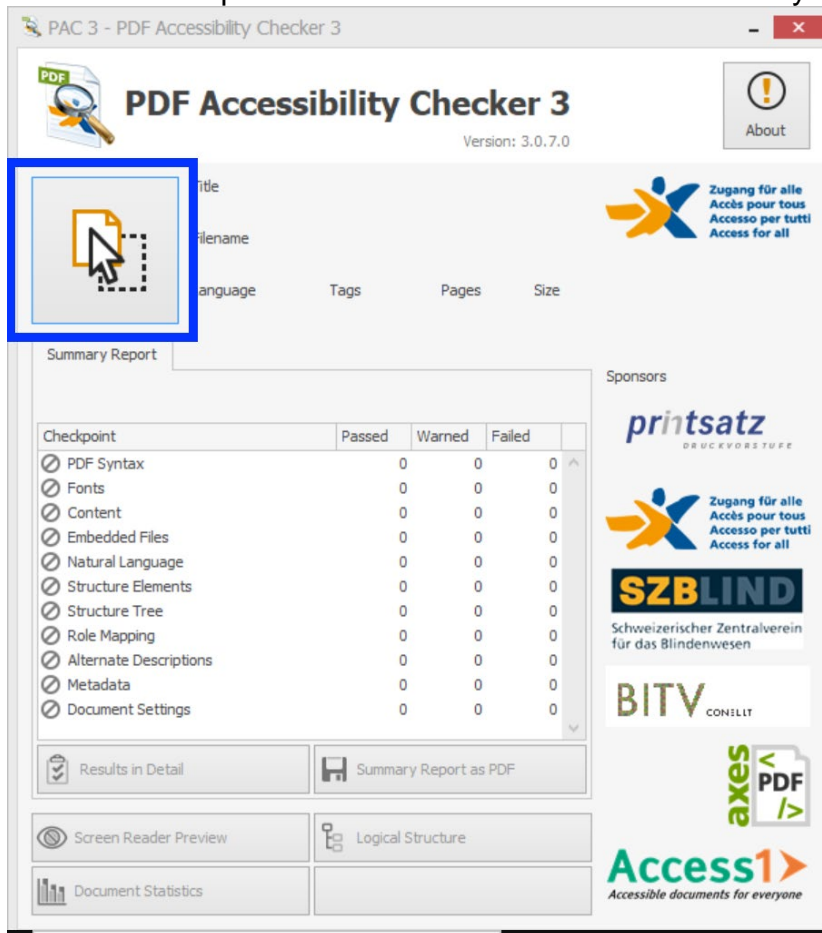 PAC 3 - PDF Accessibility Checker 3
PDF
PDF Accessibility Checker 3
Version: 3.0.7.0
About
Title
Filename
Language Tags Pages Size
Zugang für alle
Accès pour tous
Accesso per tutti
Access for all
Summary Report
Checkpoint Passed Warned Failed
PDF Syntax 0 0 0
Fonts 0 0 0
Content 0 0 0
Embedded Files 0 0 0
Natural Language 0 0 0
Structure Elements 0 0 0
Structure Tree 0 0 0
Role Mapping 0 0 0
Alternate Descriptions 0 0 0
Metadata 0 0 0
Document Settings 0 0 0
Results in Detail Summary Report as PDF
Screen Reader Preview Logical Structure
Document Statistics
Sponsors
printsatz
DRUCKVORSTUFE
Zugang für alle
Accès pour tous
Accesso per tutti
Access for all
SZBLIND
Schweizerischer Zentralverein
für das Blindenwesen
BITV CONSULT
axes
<
PDF
/>
Access1
Accessible documents for everyone